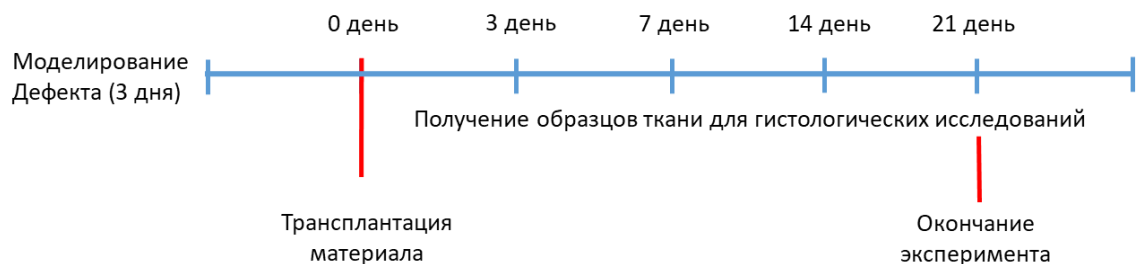 0 день
3 день
7 день
14 день
21 день
Моделирование
Дефекта (3 дня)
Получение образцов ткани для гистологических исследований
Трансплантация
материала
Окончание
эксперимента